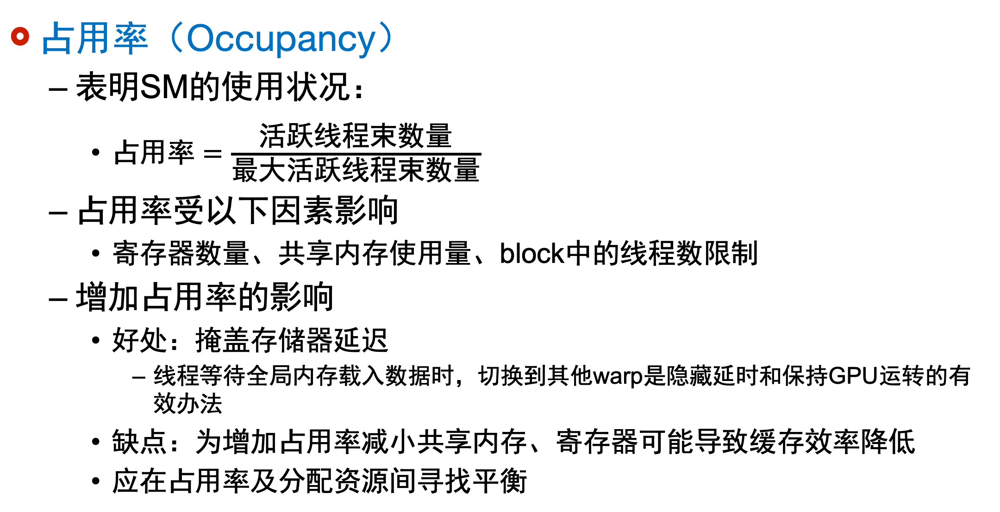 占用率（Occupancy）
– 表明SM的使用状况：
• 占用率 = 活跃线程束数量 / 最大活跃线程束数量
– 占用率受以下因素影响
• 寄存器数量、共享内存使用量、block中的线程数限制
– 增加占用率的影响
• 好处：掩盖存储器延迟
– 线程等待全局内存载入数据时，切换到其他warp是隐藏延时和保持GPU运转的有
效办法
• 缺点：为增加占用率减小共享内存、寄存器可能导致缓存效率降低
• 应在占用率及分配资源间寻找平衡